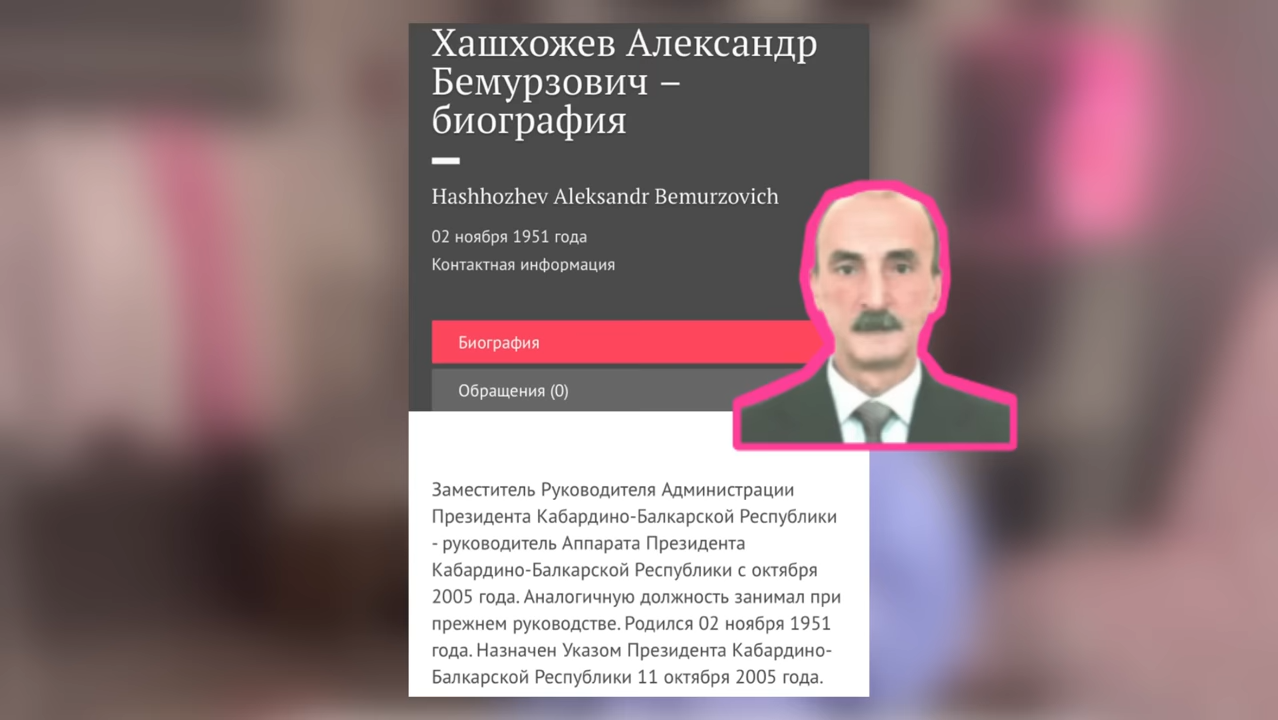 Хашхожев Александр
Бемурзович –
биография
Hashhozhev Aleksandr Bemurzovich
02 ноября 1951 года
Контактная информация
Биография
Обращения (0)
Заместитель Руководителя Администрации
Президента Кабардино-Балкарской Республики
- руководитель Аппарата Президента
Кабардино-Балкарской Республики с октября
2005 года. Аналогичную должность занимал при
прежнем руководстве. Родился 02 ноября 1951
года. Назначен Указом Президента Кабардино-
Балкарской Республики 11 октября 2005 года.